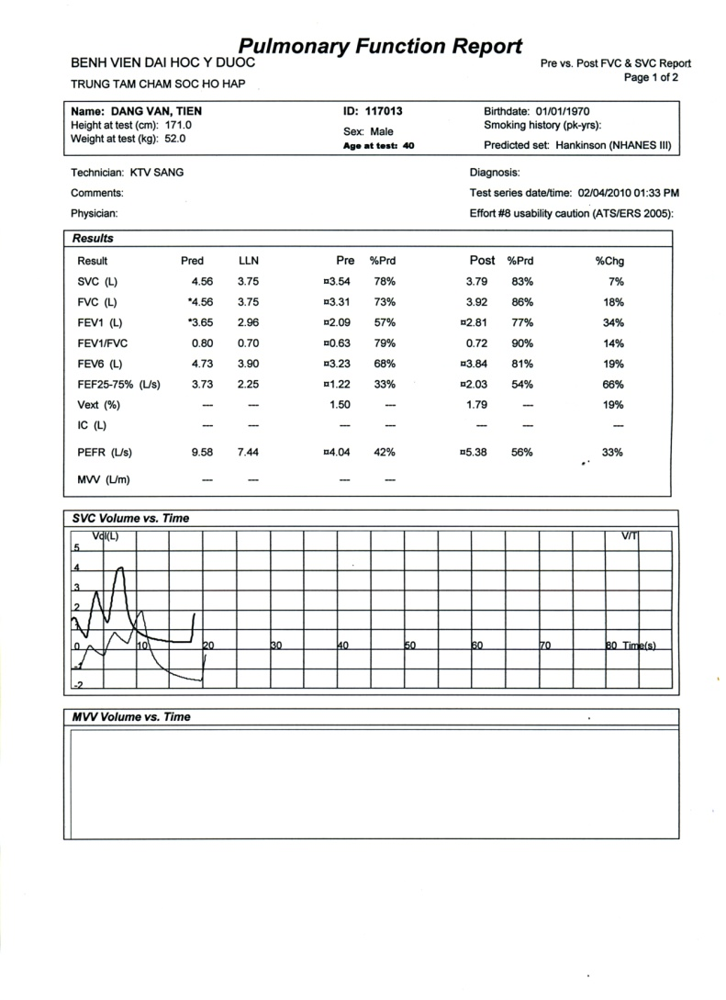 Pulmonary Function Report
BENH VIEN DAI HOC Y DUOC
Pre vs. Post FVC & SVC Report
Page 1 of 2
TRUNG TAM CHAM SOC HO HAP
Name: DANG VAN, TIEN ID: 117013 Birthdate: 01/01/1970
Height at test (cm): 171.0 Sex: Male Smoking history (pk-yrs):
Weight at test (kg): 52.0 Age at test: 40 Predicted set: Hankinson (NHANES III)
Technician: KTV SANG Diagnosis:
Comments: Test series date/time: 02/04/2010 01:33 PM
Physician: Effort #8 usability caution (ATS/ERS 2005):
Results
Result Pred LLN Pre %Prd Post %Prd %Chg
SVC (L) 4.56 3.75 ¤3.54 78% 3.79 83% 7%
FVC (L) *4.56 3.75 ¤3.31 73% 3.92 86% 18%
FEV1 (L) *3.65 2.96 ¤2.09 57% ¤2.81 77% 34%
FEV1/FVC 0.80 0.70 ¤0.63 79% 0.72 90% 14%
FEV6 (L) 4.73 3.90 ¤3.23 68% ¤3.84 81% 19%
FEF25-75% (L/s) 3.73 2.25 ¤1.22 33% ¤2.03 54% 66%
Vext (%) --- --- 1.50 --- 1.79 --- 19%
IC (L) --- --- --- --- --- --- ---
PEFR (L/s) 9.58 7.44 ¤4.04 42% ¤5.38 56% 33%
MVV (L/m) --- --- --- ---
SVC Volume vs. Time
Vol(L) V/T
5
4
3
2
1
0 10 20 30 40 50 60 70 80 Time(s)
-1
-2
MVV Volume vs. Time